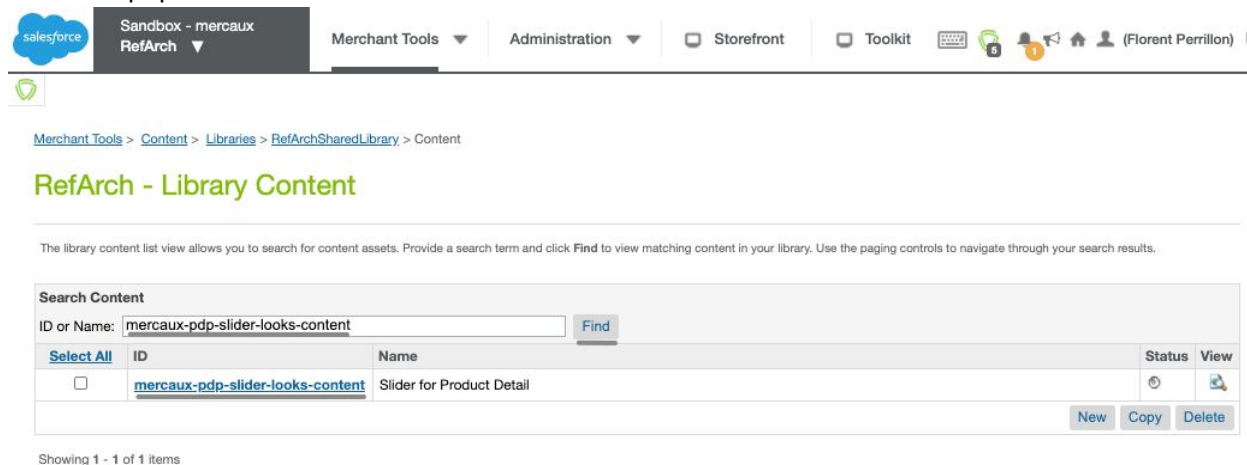 salesforce
Sandbox - mercaux
RefArch ▼
Merchant Tools ▼
Administration ▼
Storefront
Toolkit
5
1
(Florent Perrillon)
Merchant Tools > Content > Libraries > RefArchSharedLibrary > Content
RefArch - Library Content
The library content list view allows you to search for content assets. Provide a search term and click Find to view matching content in your library. Use the paging controls to navigate through your search results.
Search Content
ID or Name: mercaux-pdp-slider-looks-content Find
Select All ID Name Status View
mercaux-pdp-slider-looks-content Slider for Product Detail
New Copy Delete
Showing 1 - 1 of 1 items